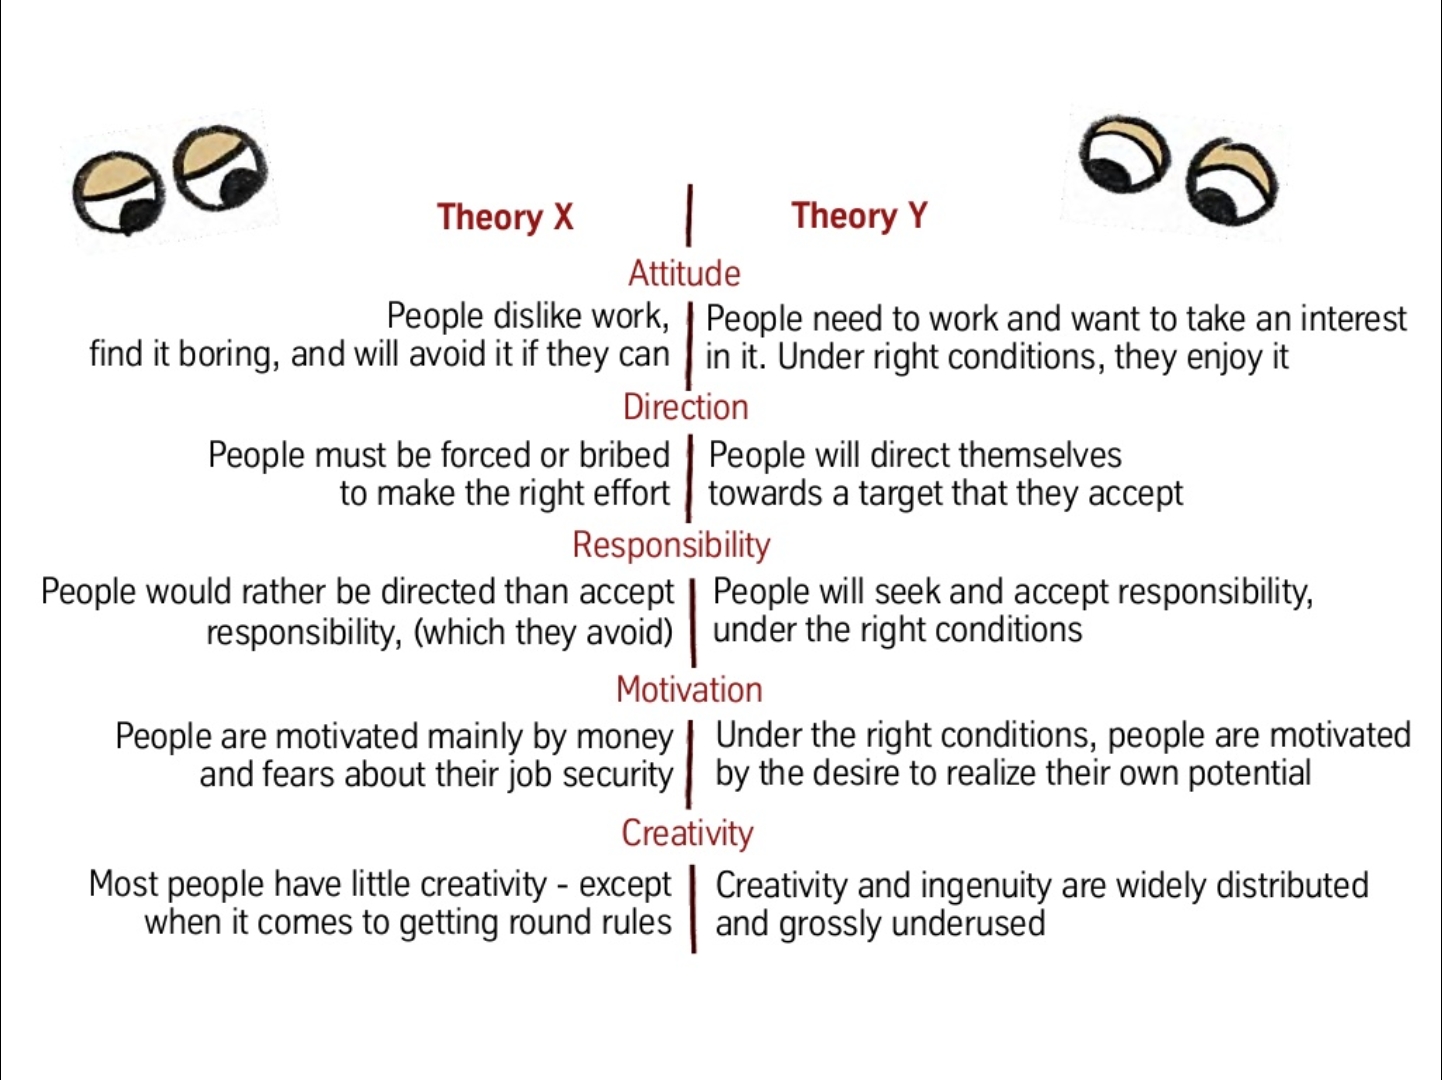 Theory X
Theory Y
Attitude
People dislike work,
find it boring, and will avoid it if they can
People need to work and want to take an interest
in it. Under right conditions, they enjoy it
Direction
People must be forced or bribed
to make the right effort
People will direct themselves
towards a target that they accept
Responsibility
People would rather be directed than accept
responsibility, (which they avoid)
People will seek and accept responsibility,
under the right conditions
Motivation
People are motivated mainly by money
and fears about their job security
Under the right conditions, people are motivated
by the desire to realize their own potential
Creativity
Most people have little creativity - except
when it comes to getting round rules
Creativity and ingenuity are widely distributed
and grossly underused